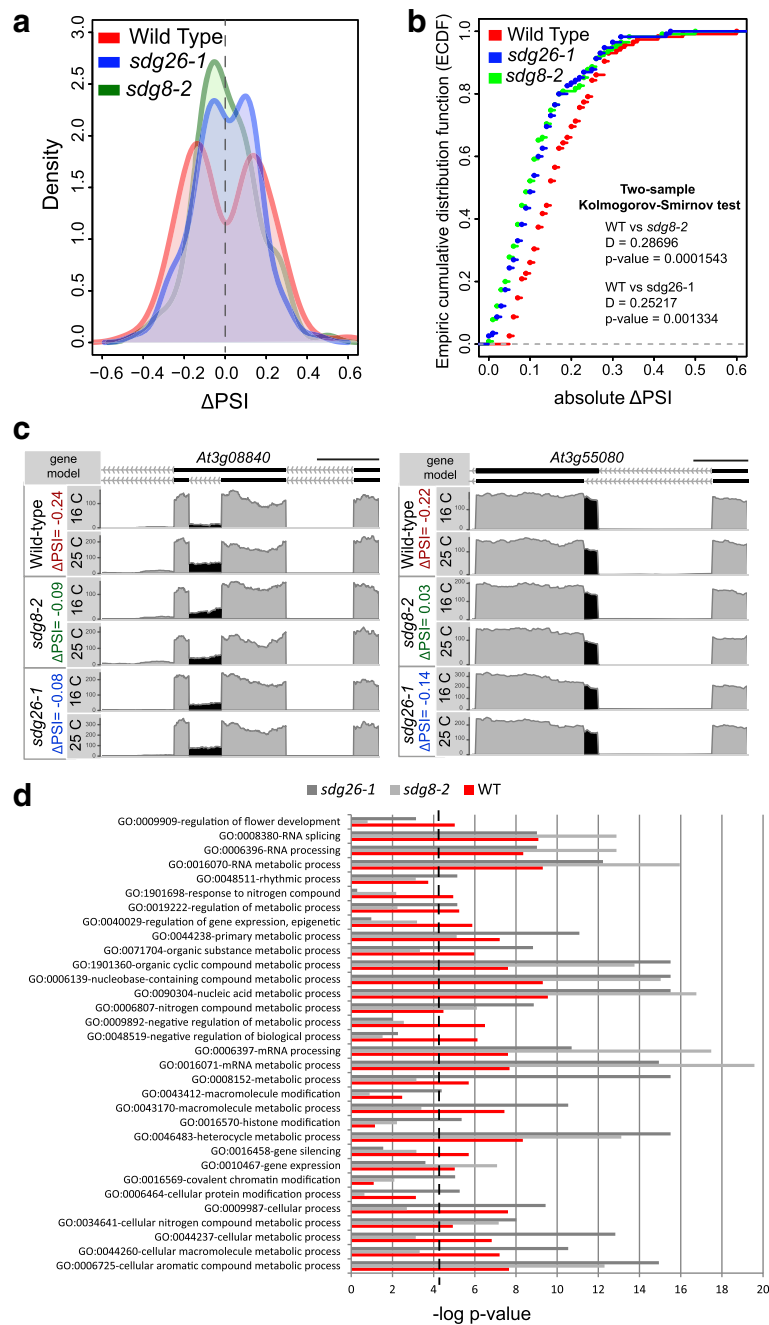 a
Wild Type
sdg26-1
sdg8-2
Density
0.0 0.5 1.0 1.5 2.0 2.5 3.0
−0.6 −0.4 −0.2 0.0 0.2 0.4 0.6
ΔPSI
b
Wild Type
sdg26-1
sdg8-2
Empiric cumulative distribution function (ECDF)
0.0 0.2 0.4 0.6 0.8 1.0
Two-sample
Kolmogorov-Smirnov test
WT vs sdg8-2
D = 0.28696
p-value = 0.0001543
WT vs sdg26-1
D = 0.25217
p-value = 0.001334
0.0 0.1 0.2 0.3 0.4 0.5 0.6
absolute ΔPSI
c
gene
model
At3g08840
Wild-type
ΔPSI= -0.24
16 C
25 C
sdg8-2
ΔPSI= -0.09
16 C
25 C
sdg26-1
ΔPSI= -0.08
16 C
25 C
gene
model
At3g55080
Wild-type
ΔPSI= -0.22
16 C
25 C
sdg8-2
ΔPSI= 0.03
16 C
25 C
sdg26-1
ΔPSI= -0.14
16 C
25 C
d
sdg26-1 sdg8-2 WT
GO:0009909-regulation of flower development
GO:0008380-RNA splicing
GO:0006396-RNA processing
GO:0016070-RNA metabolic process
GO:0048511-rhythmic process
GO:1901698-response to nitrogen compound
GO:0019222-regulation of metabolic process
GO:0040029-regulation of gene expression, epigenetic
GO:0044238-primary metabolic process
GO:0071704-organic substance metabolic process
GO:1901360-organic cyclic compound metabolic process
GO:0006139-nucleobase-containing compound metabolic process
GO:0090304-nucleic acid metabolic process
GO:0006807-nitrogen compound metabolic process
GO:0009892-negative regulation of metabolic process
GO:0048519-negative regulation of biological process
GO:0006397-mRNA processing
GO:0016071-mRNA metabolic process
GO:0008152-metabolic process
GO:0043412-macromolecule modification
GO:0043170-macromolecule metabolic process
GO:0016570-histone modification
GO:0046483-heterocycle metabolic process
GO:0016458-gene silencing
GO:0010467-gene expression
GO:0016569-covalent chromatin modification
GO:0006464-cellular protein modification process
GO:0009987-cellular process
GO:0034641-cellular nitrogen compound metabolic process
GO:0044237-cellular metabolic process
GO:0044260-cellular macromolecule metabolic process
GO:0006725-cellular aromatic compound metabolic process
0 2 4 6 8 10 12 14 16 18 20
-log p-value